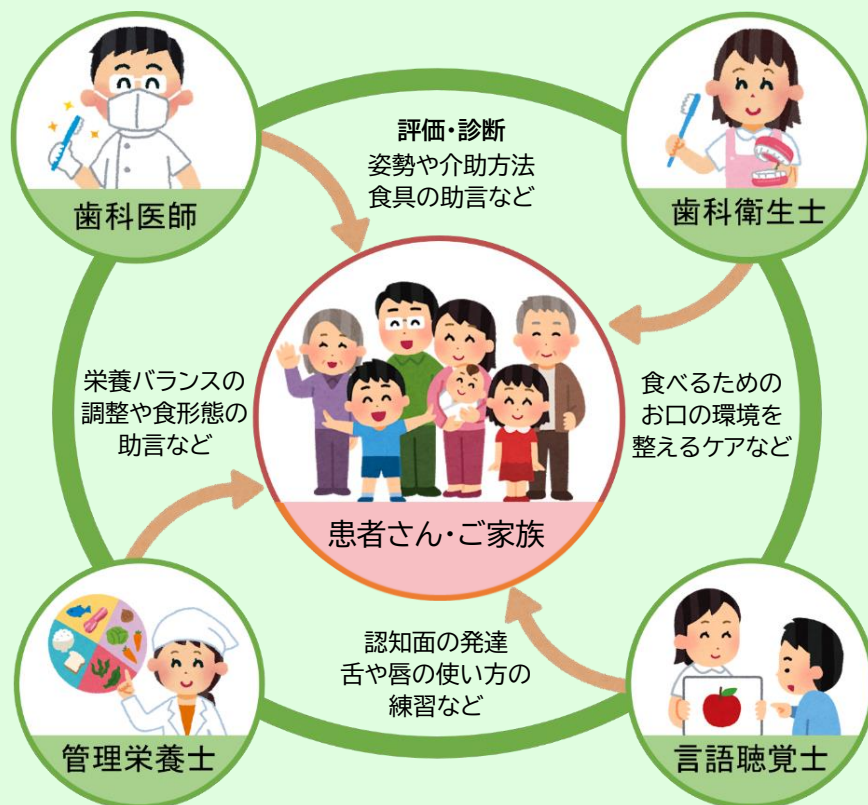 歯科医師
評価・診断
姿勢や介助方法
食具の助言など
歯科衛生士
栄養バランスの
調整や食形態の
助言など
患者さん・ご家族
食べるための
お口の環境を
整えるケアなど
管理栄養士
認知面の発達
舌や唇の使い方の
練習など
言語聴覚士